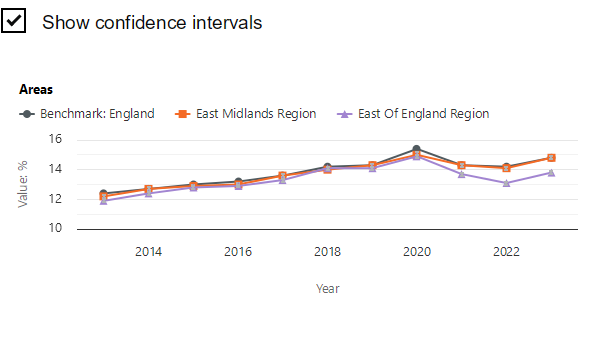 Show confidence intervals
Areas
Benchmark: England East Midlands Region East Of England Region
Value: %
16
14
12
10
2014 2016 2018 2020 2022
Year